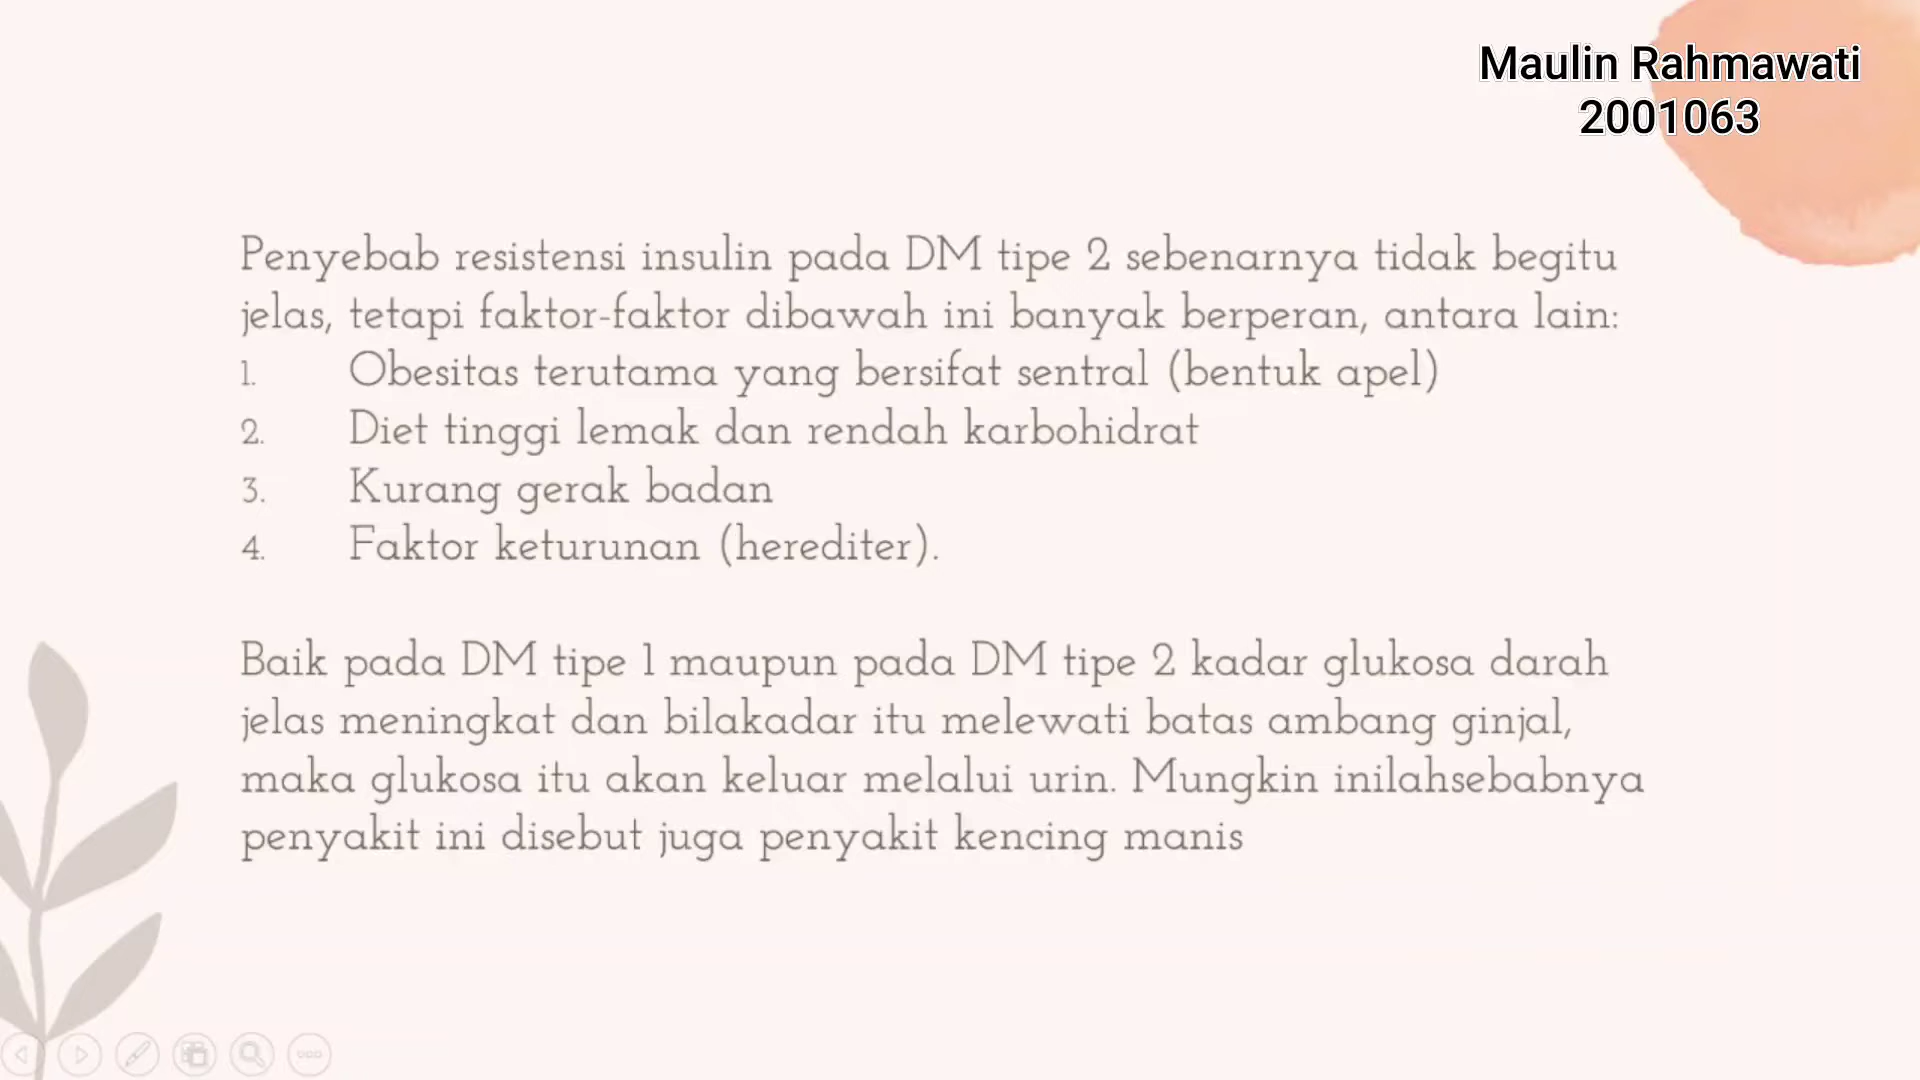 Maulin Rahmawati
2001063
Penyebab resistensi insulin pada DM tipe 2 sebenarnya tidak begitu
jelas, tetapi faktor-faktor dibawah ini banyak berperan, antara lain:
1. Obesitas terutama yang bersifat sentral (bentuk apel)
2. Diet tinggi lemak dan rendah karbohidrat
3. Kurang gerak badan
4. Faktor keturunan (herediter).
Baik pada DM tipe 1 maupun pada DM tipe 2 kadar glukosa darah
jelas meningkat dan bilakadar itu melewati batas ambang ginjal,
maka glukosa itu akan keluar melalui urin. Mungkin inilahsebabnya
penyakit ini disebut juga penyakit kencing manis